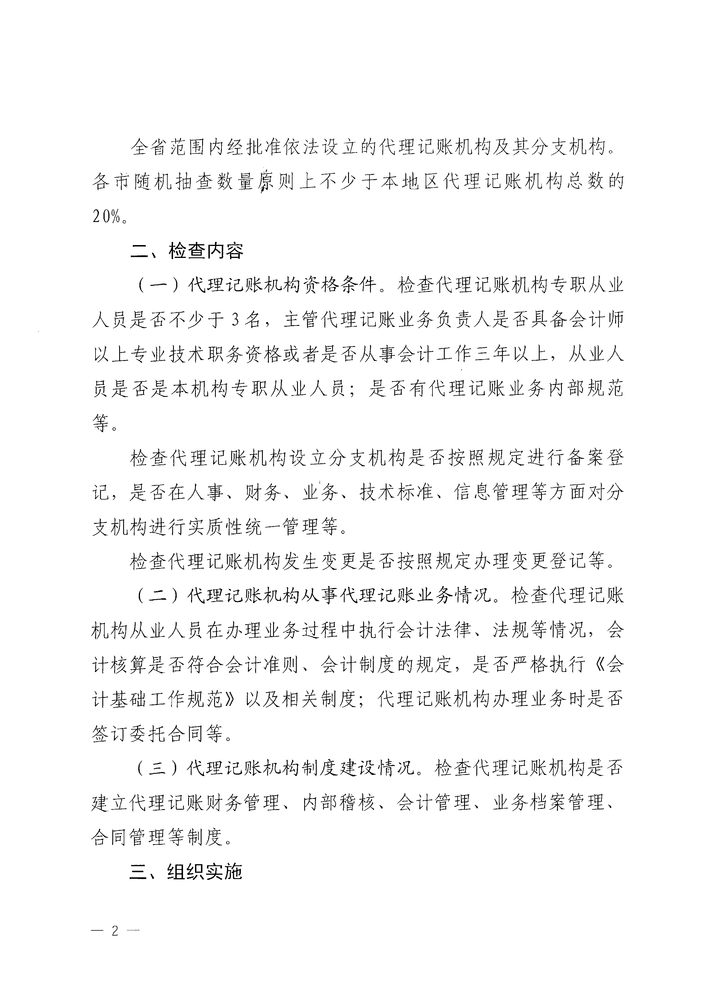 全省范围内经批准依法设立的代理记账机构及其分支机构。
各市随机抽查数量原则上不少于本地区代理记账机构总数的
20%。
二、检查内容
（一）代理记账机构资格条件。检查代理记账机构专职从业
人员是否不少于 3 名，主管代理记账业务负责人是否具备会计师
以上专业技术职务资格或者是否从事会计工作三年以上，从业人
员是否是本机构专职从业人员；是否有代理记账业务内部规范
等。
检查代理记账机构设立分支机构是否按照规定进行备案登
记，是否在人事、财务、业务、技术标准、信息管理等方面对分
支机构进行实质性统一管理等。
检查代理记账机构发生变更是否按照规定办理变更登记等。
（二）代理记账机构从事代理记账业务情况。检查代理记账
机构从业人员在办理业务过程中执行会计法律、法规等情况，会
计核算是否符合会计准则、会计制度的规定，是否严格执行《会
计基础工作规范》以及相关制度；代理记账机构办理业务时是否
签订委托合同等。
（三）代理记账机构制度建设情况。检查代理记账机构是否
建立代理记账财务管理、内部稽核、会计管理、业务档案管理、
合同管理等制度。
三、组织实施
— 2 —